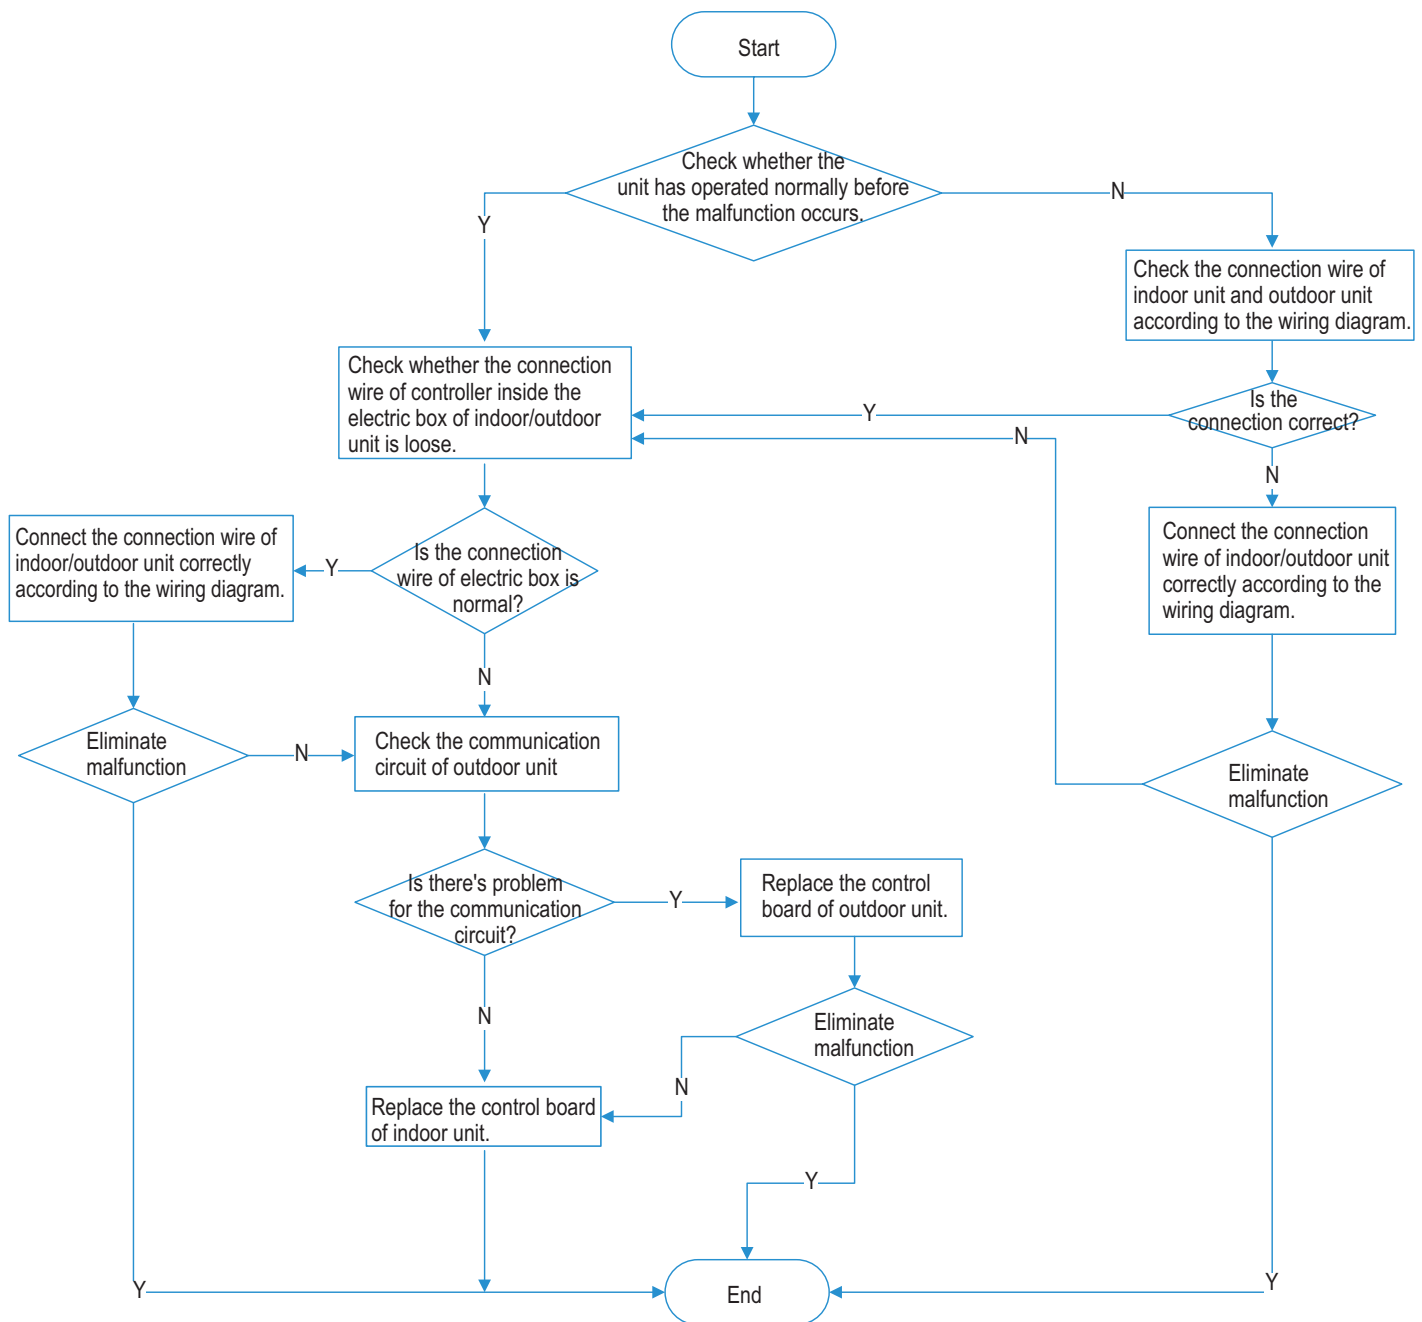 Start
Check whether the
unit has operated normally before
the malfunction occurs.
N
Y
Check the connection wire of
indoor unit and outdoor unit
according to the wiring diagram.
Check whether the connection
wire of controller inside the
electric box of indoor/outdoor
unit is loose.
Is the
connection correct?
Y
N
N
Connect the connection wire of
indoor/outdoor unit correctly
according to the wiring diagram.
Y
Is the connection
wire of electric box is
normal?
Connect the connection
wire of indoor/outdoor unit
correctly according to the
wiring diagram.
N
Eliminate
malfunction
N
Check the communication
circuit of outdoor unit
Eliminate
malfunction
Is there's problem
for the communication
circuit?
Y
Replace the control
board of outdoor unit.
N
Eliminate
malfunction
N
Replace the control board
of indoor unit.
Y
Y
End
Y